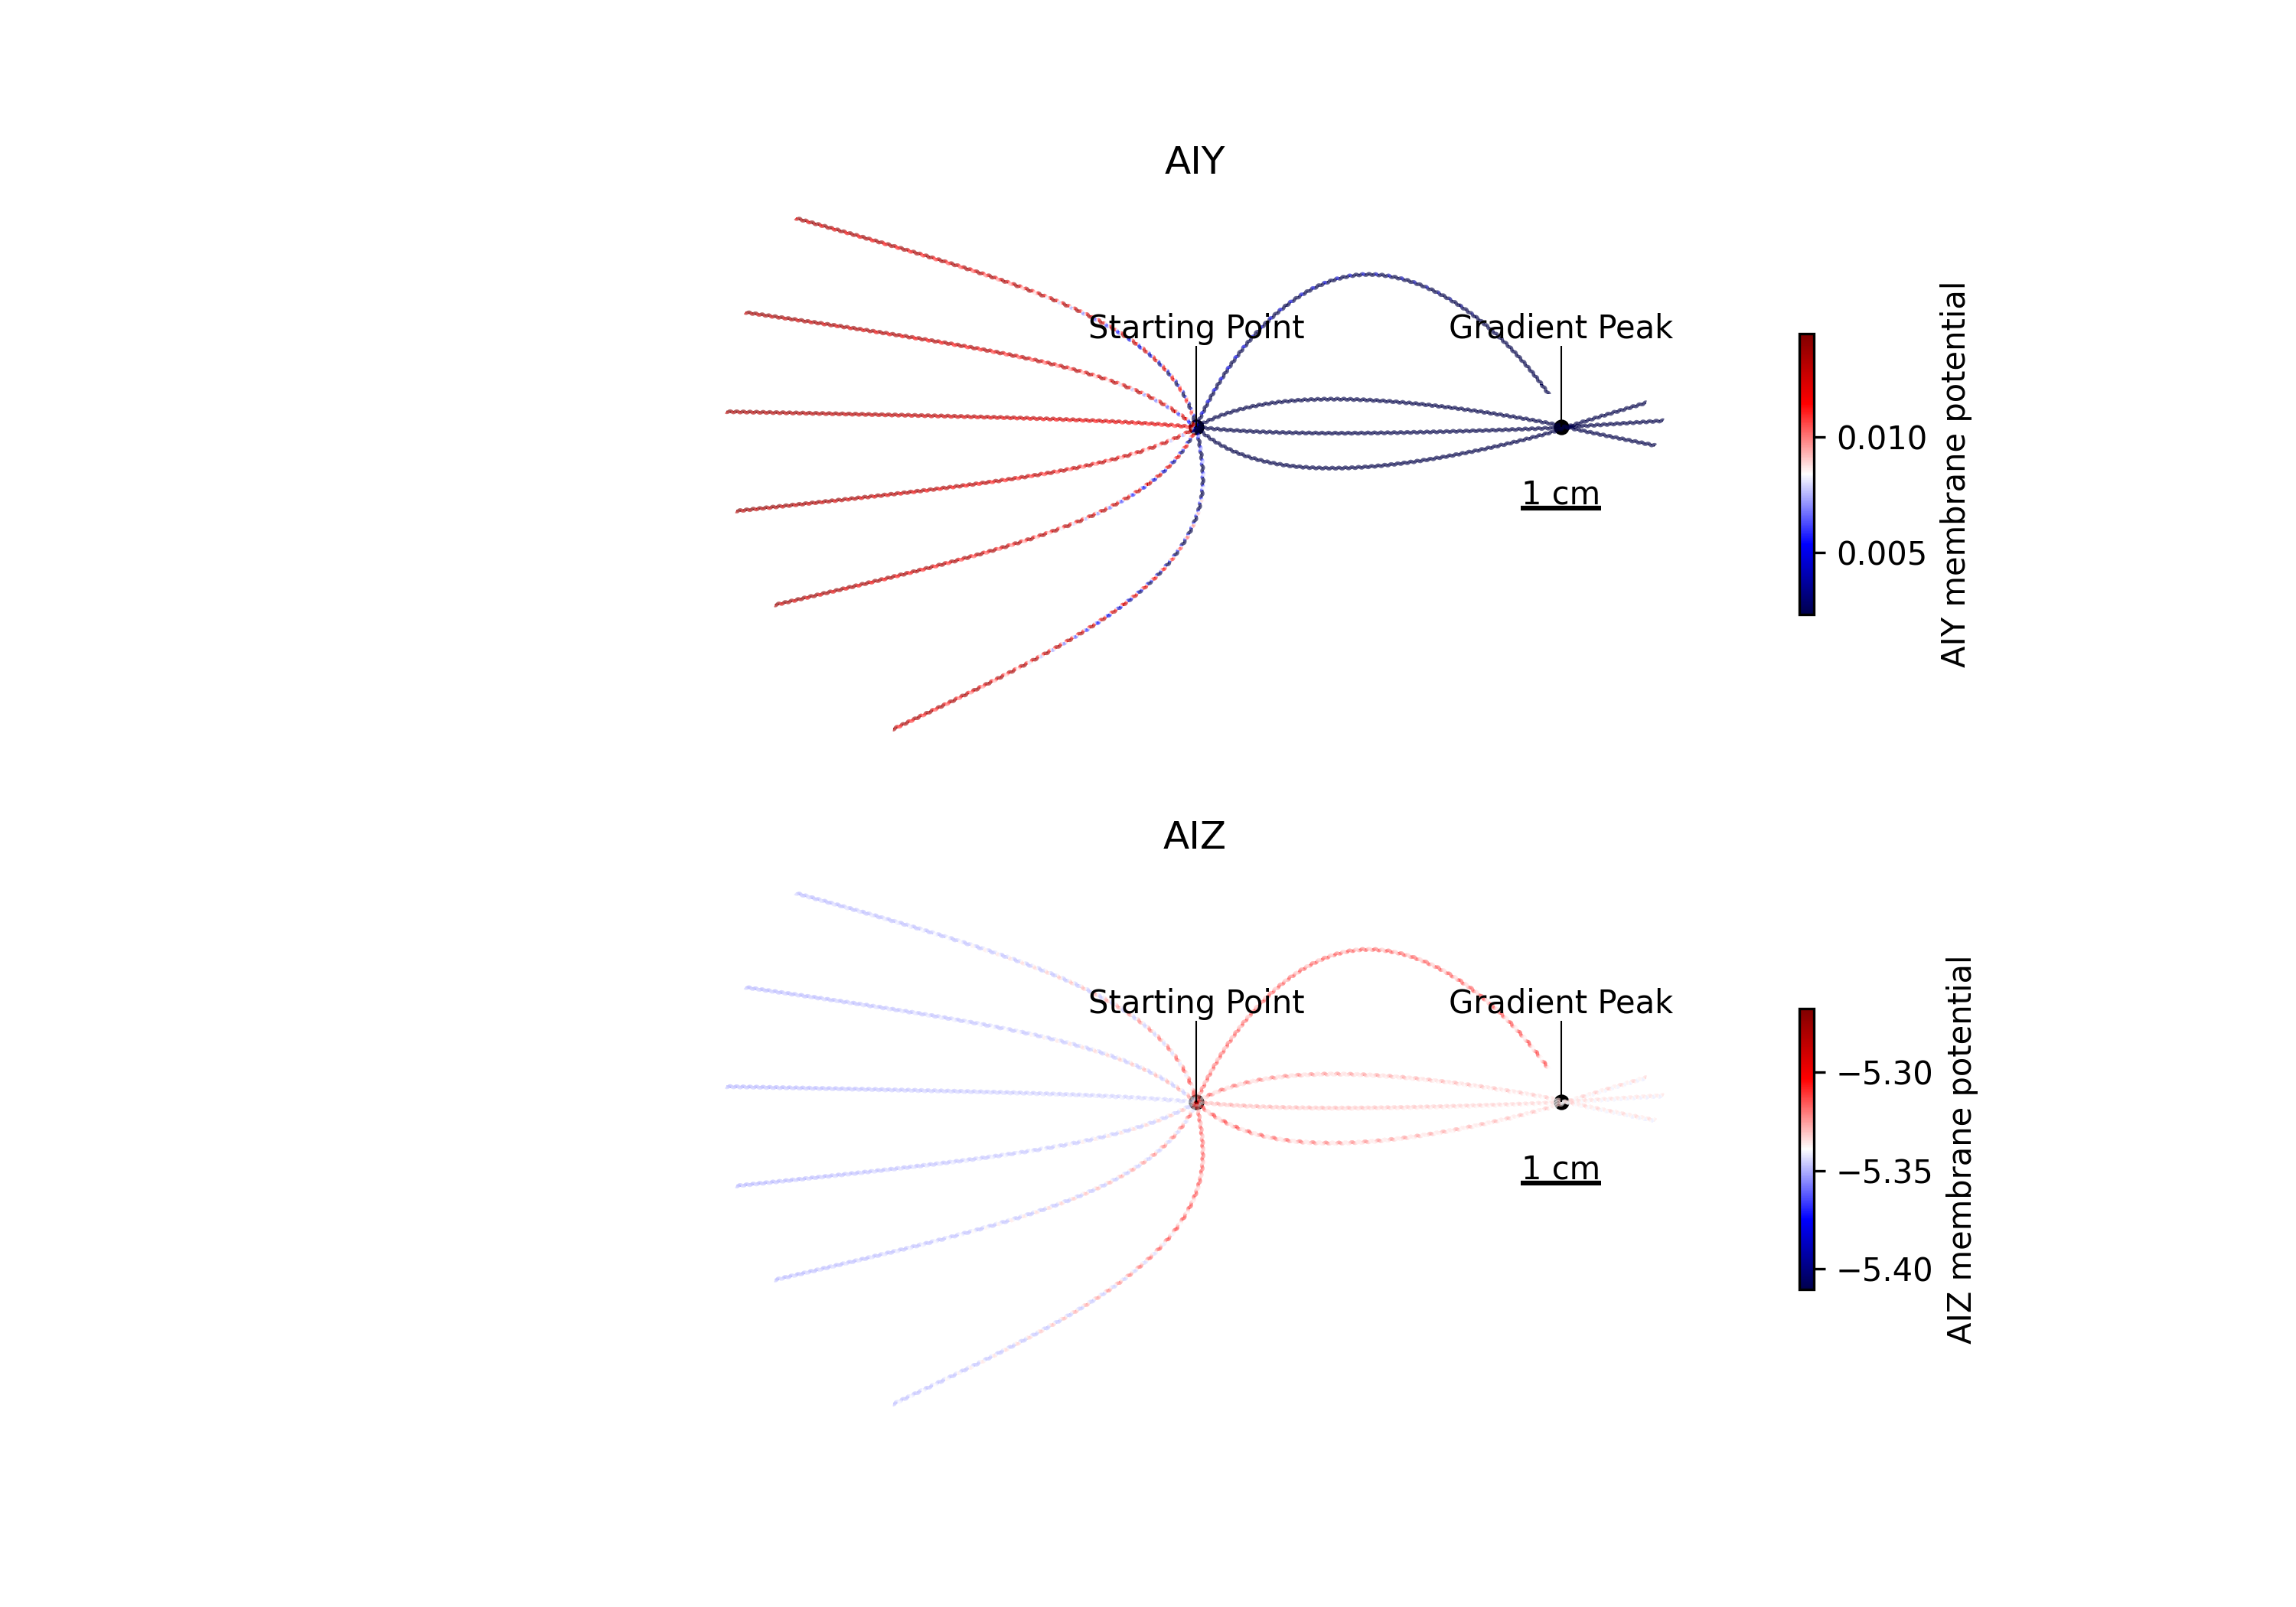 AIY
Starting Point
Gradient Peak
1 cm
0.010
0.005
AIY membrane potential
AIZ
Starting Point
Gradient Peak
1 cm
−5.30
−5.35
−5.40
AIZ membrane potential